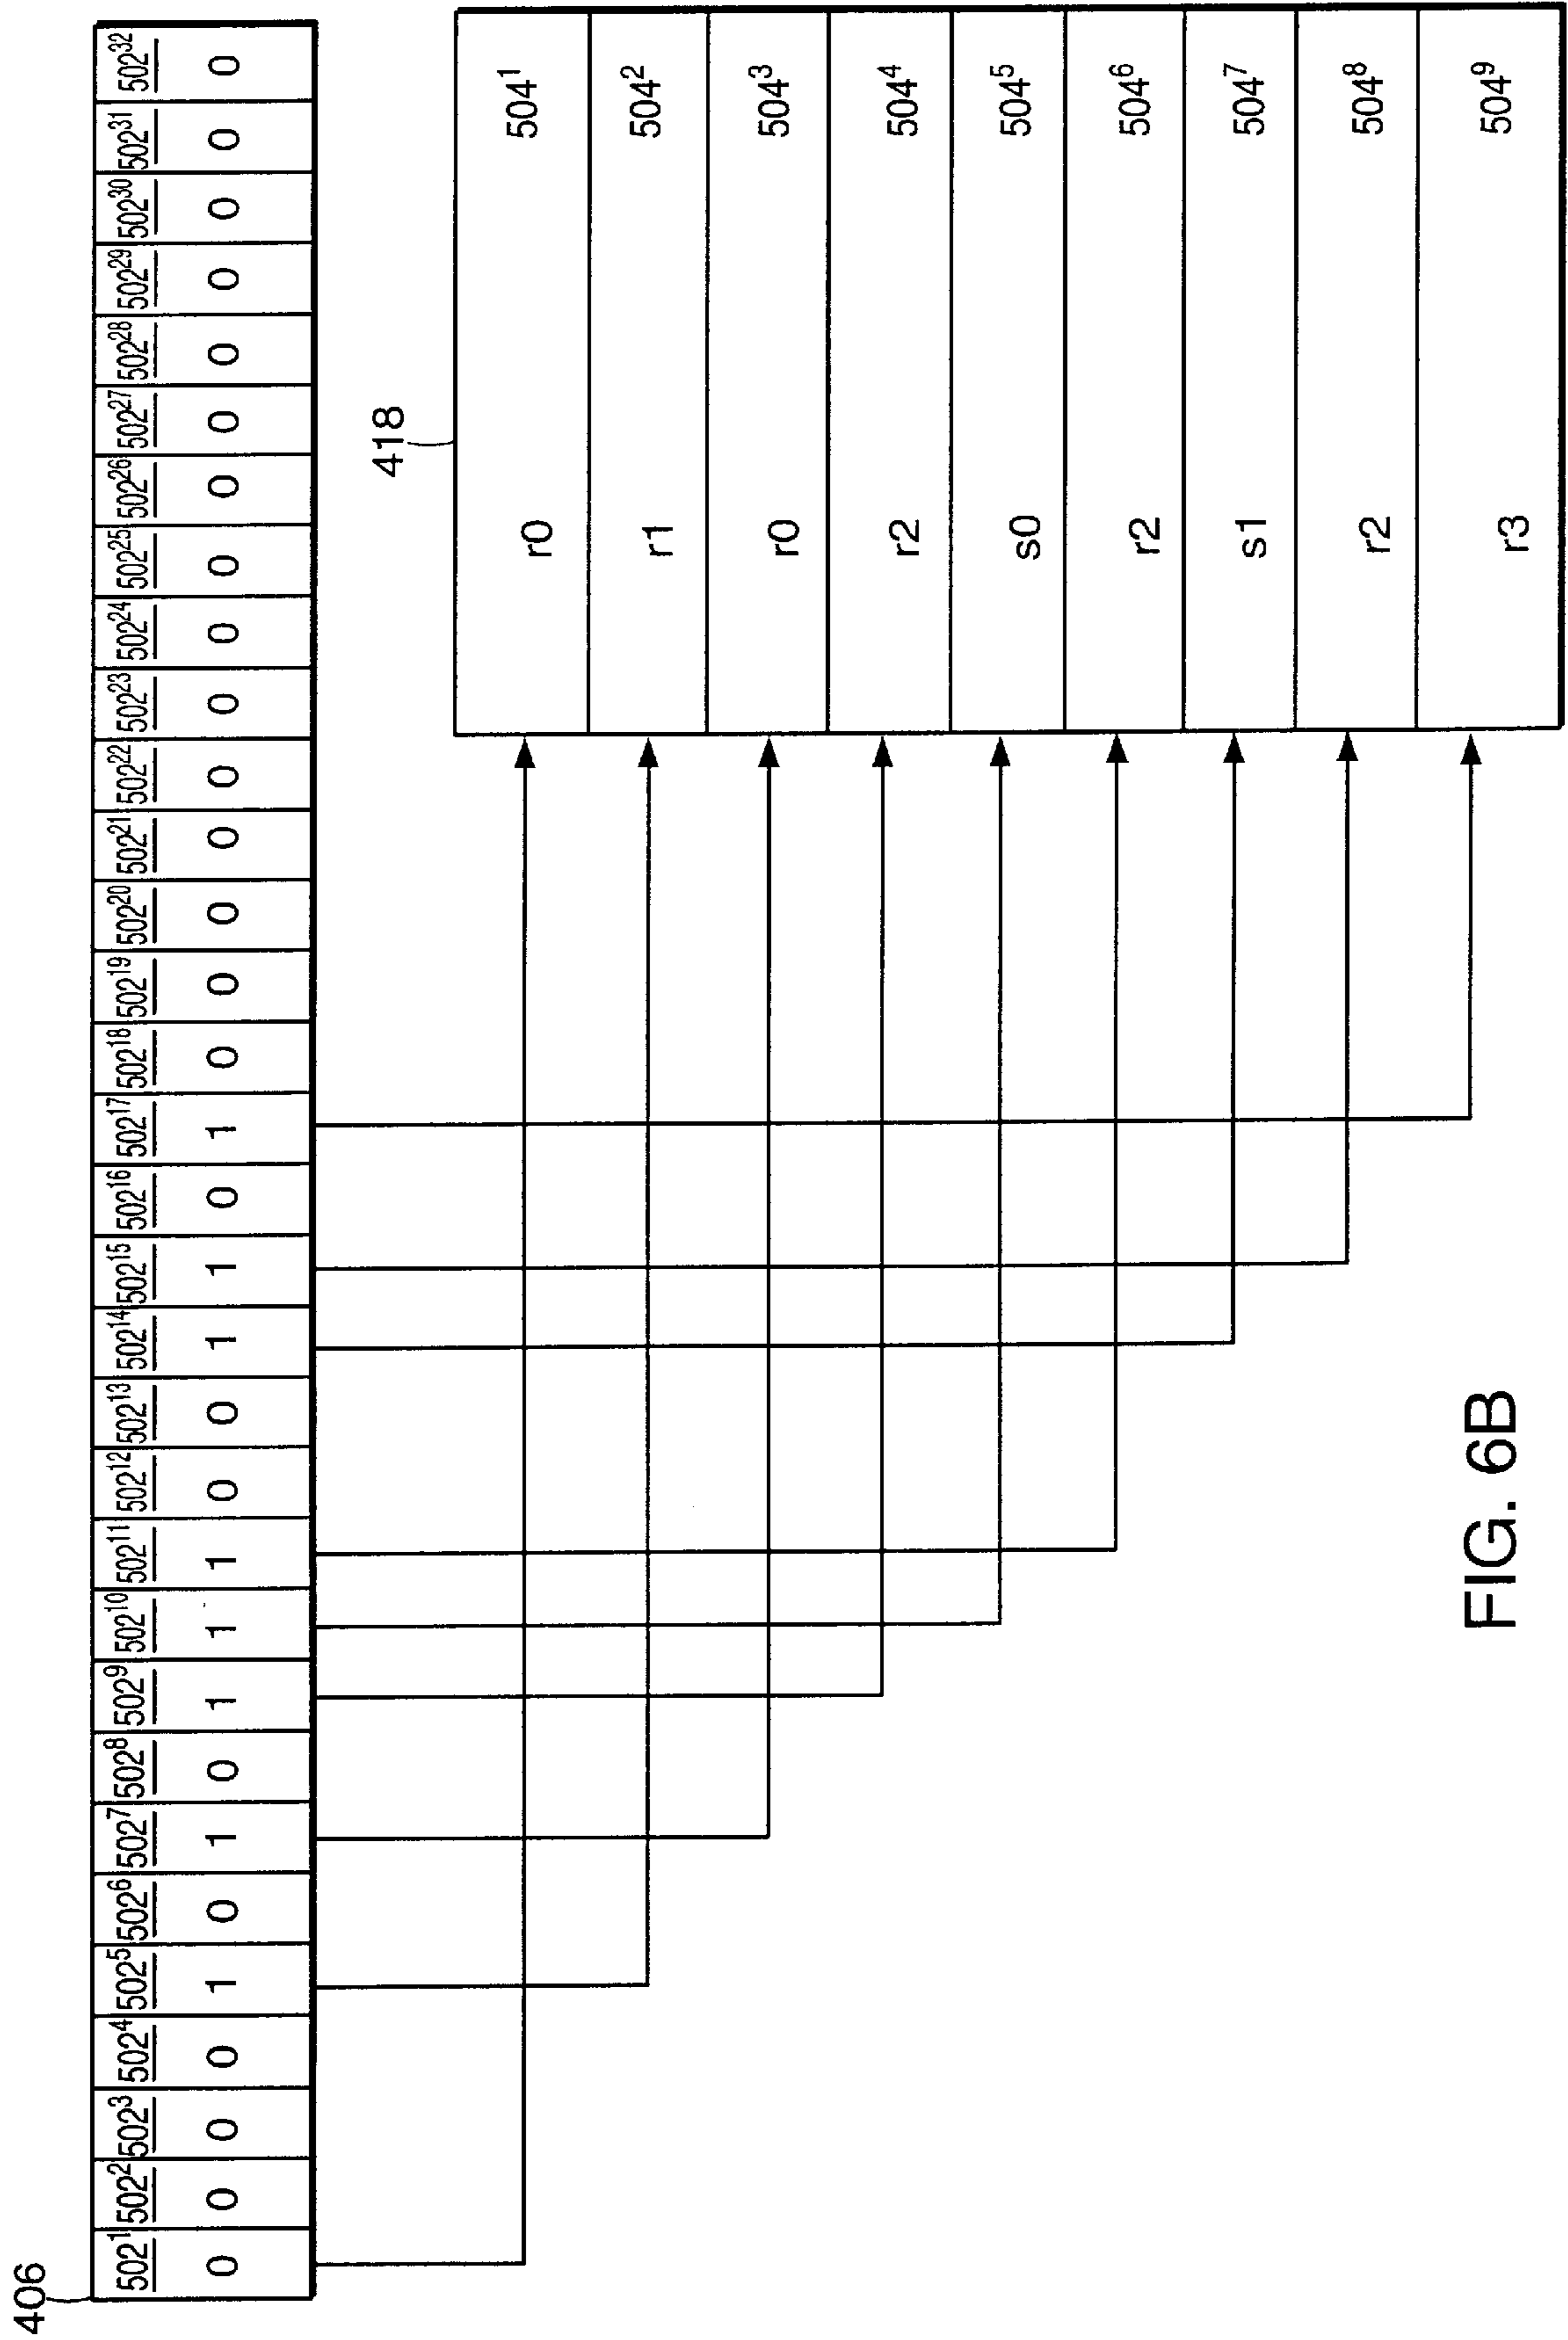 406
502¹ 502² 502³ 502⁴ 502⁵ 502⁶ 502⁷ 502⁸ 502⁹ 502¹⁰ 502¹¹ 502¹² 502¹³ 502¹⁴ 502¹⁵ 502¹⁶ 502¹⁷ 502¹⁸ 502¹⁹ 502²⁰ 502²¹ 502²² 502²³ 502²⁴ 502²⁵ 502²⁶ 502²⁷ 502²⁸ 502²⁹ 502³⁰ 502³¹ 502³²
0 0 0 0 1 0 1 0 1 1 1 0 0 1 1 0 1 0 0 0 0 0 0 0 0 0 0 0 0 0 0 0
418
r0 504¹
r1 504²
r0 504³
r2 504⁴
s0 504⁵
r2 504⁶
s1 504⁷
r2 504⁸
r3 504⁹
FIG. 6B